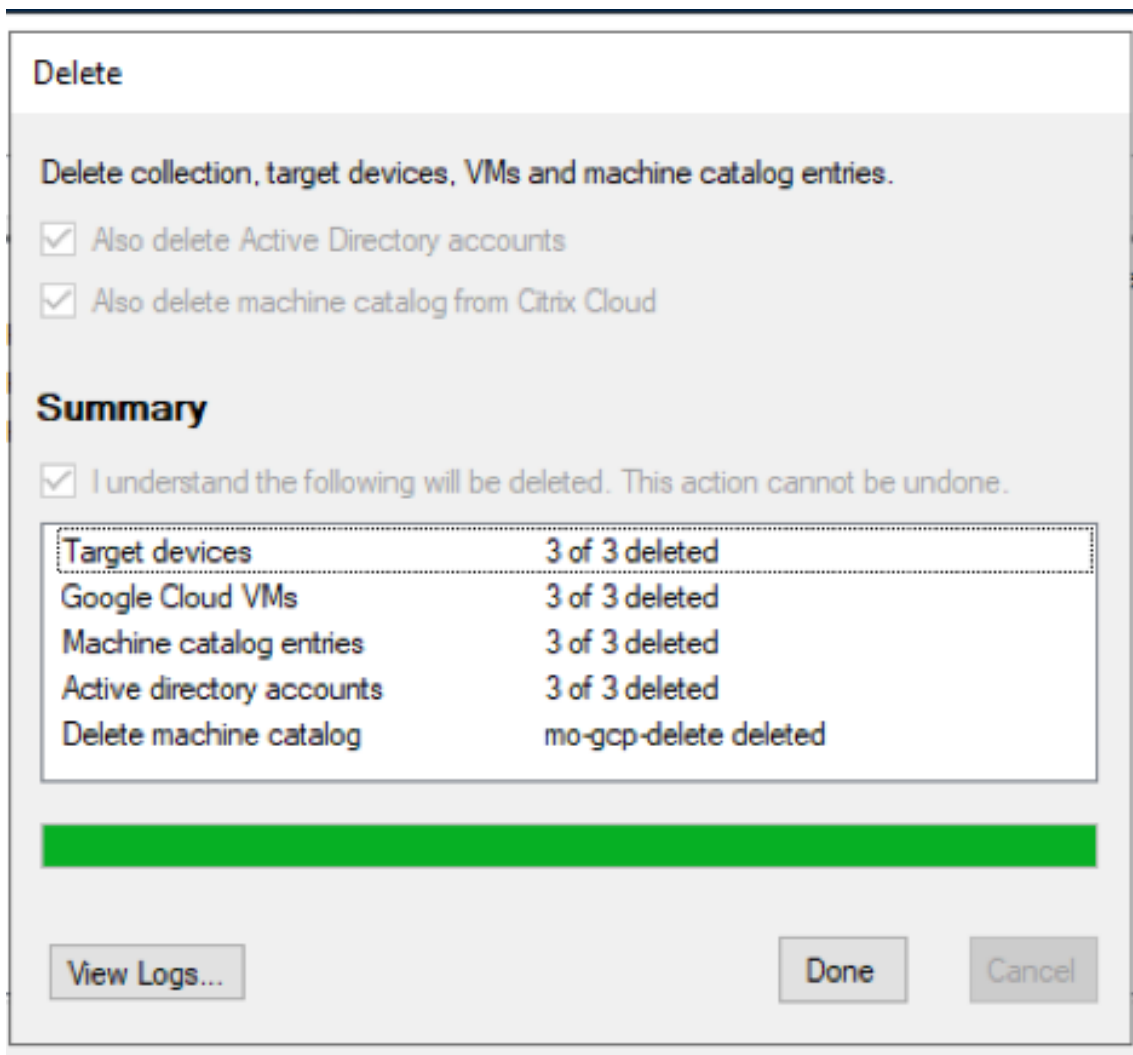 Delete
Delete collection, target devices, VMs and machine catalog entries.
Also delete Active Directory accounts
Also delete machine catalog from Citrix Cloud
Summary
I understand the following will be deleted. This action cannot be undone.
Target devices 3 of 3 deleted
Google Cloud VMs 3 of 3 deleted
Machine catalog entries 3 of 3 deleted
Active directory accounts 3 of 3 deleted
Delete machine catalog mo-gcp-delete deleted
View Logs... Done Cancel